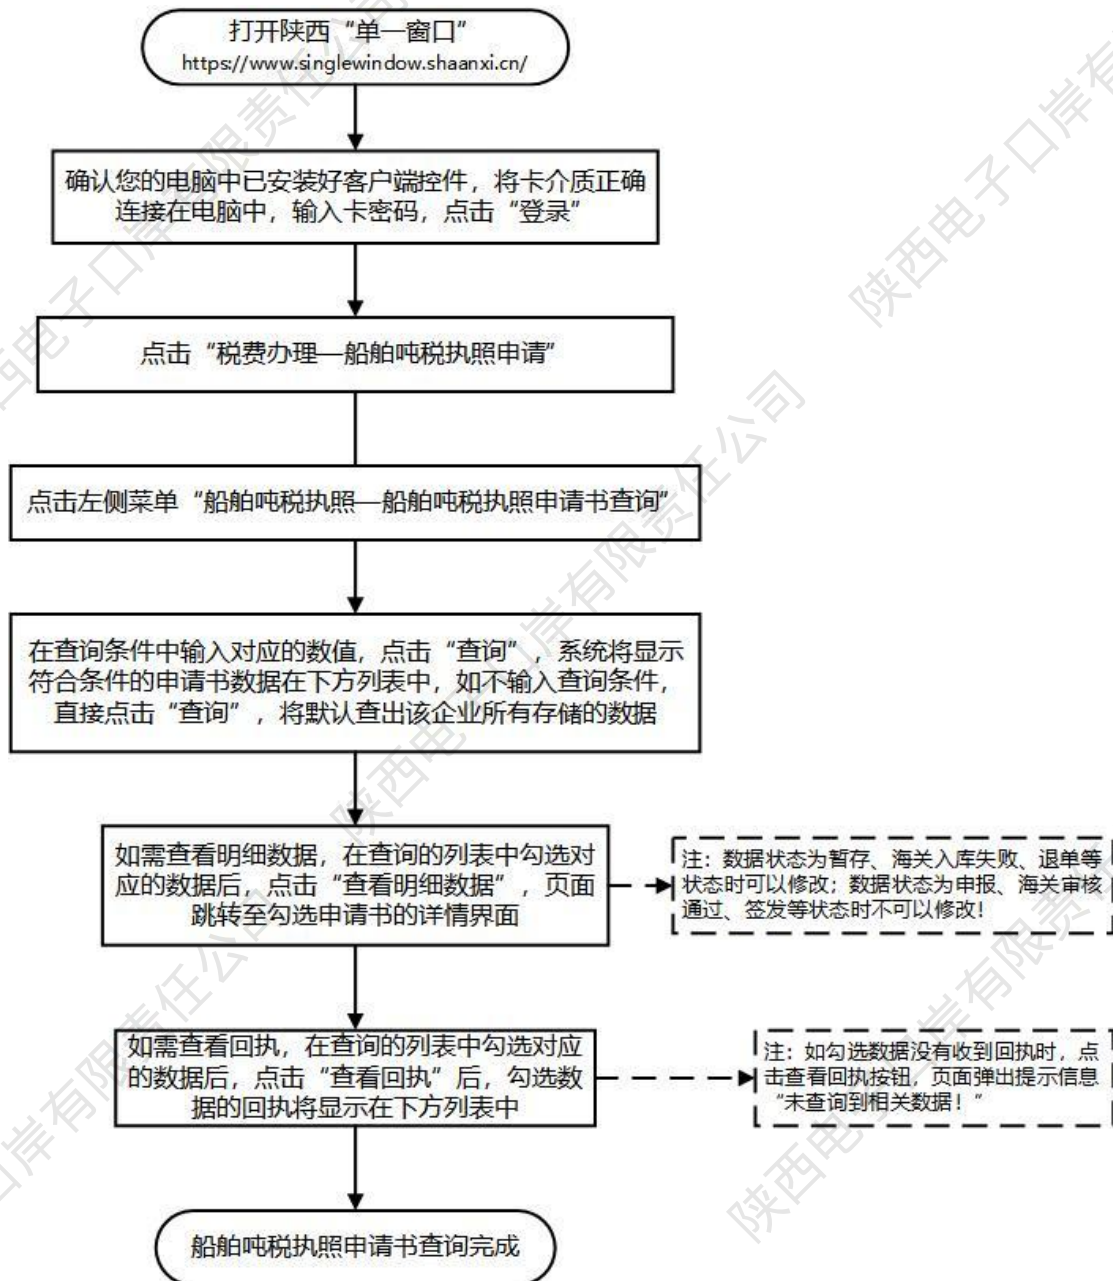 打开陕西“单一窗口”
https://www.singlewindow.shaanxi.cn/
确认您的电脑中已安装好客户端控件，将卡介质正确
连接在电脑中，输入卡密码，点击“登录”
点击“税费办理—船舶吨税执照申请”
点击左侧菜单“船舶吨税执照—船舶吨税执照申请书查询”
在查询条件中输入对应的数值，点击“查询”，系统将显示
符合条件的申请书数据在下方列表中，如不输入查询条件，
直接点击“查询”，将默认查出该企业所有存储的数据
如需查看明细数据，在查询的列表中勾选对
应的数据后，点击“查看明细数据”，页面
跳转至勾选申请书的详情界面
注：数据状态为暂存、海关入库失败、退单等
状态时可以修改；数据状态为申报、海关审核
通过、签发等状态时不可以修改！
如需查看回执，在查询的列表中勾选对应
的数据后，点击“查看回执”后，勾选数
据的回执将显示在下方列表中
注：如勾选数据没有收到回执时，点
击查看回执按钮，页面弹出提示信息
“未查询到相关数据！”
船舶吨税执照申请书查询完成
陕西电子口岸有限责任公司